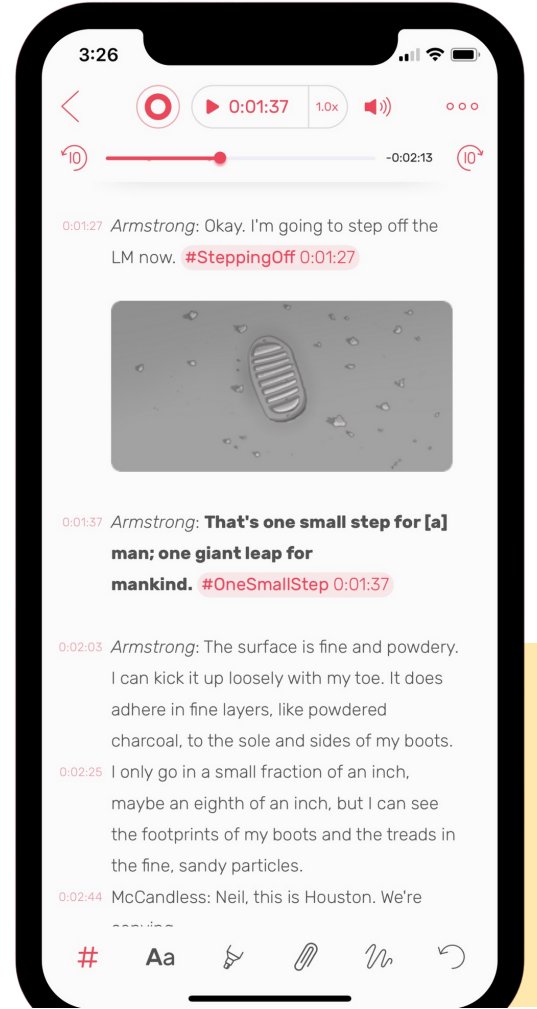 3:26
0:01:37 1.0x
10 -0:02:13 10
0:01:27 Armstrong: Okay. I'm going to step off the
LM now. #SteppingOff 0:01:27
0:01:37 Armstrong: That's one small step for [a]
man; one giant leap for
mankind. #OneSmallStep 0:01:37
0:02:03 Armstrong: The surface is fine and powdery.
I can kick it up loosely with my toe. It does
adhere in fine layers, like powdered
charcoal, to the sole and sides of my boots.
0:02:25 I only go in a small fraction of an inch,
maybe an eighth of an inch, but I can see
the footprints of my boots and the treads in
the fine, sandy particles.
0:02:44 McCandless: Neil, this is Houston. We're
# Aa